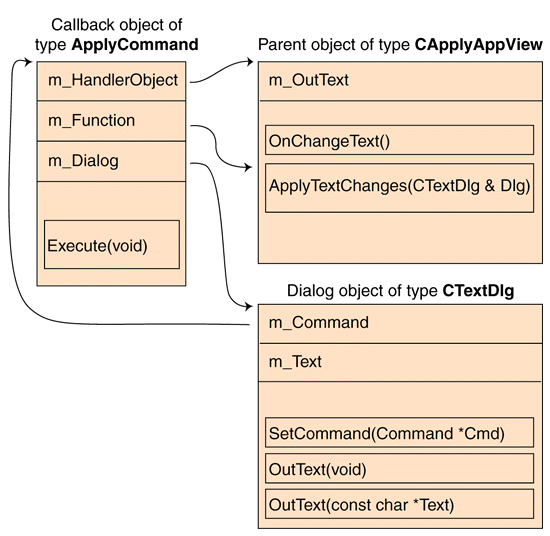 Callback object of
type ApplyCommand
m_HandlerObject
m_Function
m_Dialog
Execute(void)
Parent object of type CApplyAppView
m_OutText
OnChangeText()
ApplyTextChanges(CTextDlg & Dlg)
Dialog object of type CTextDlg
m_Command
m_Text
SetCommand(Command *Cmd)
OutText(void)
OutText(const char *Text)